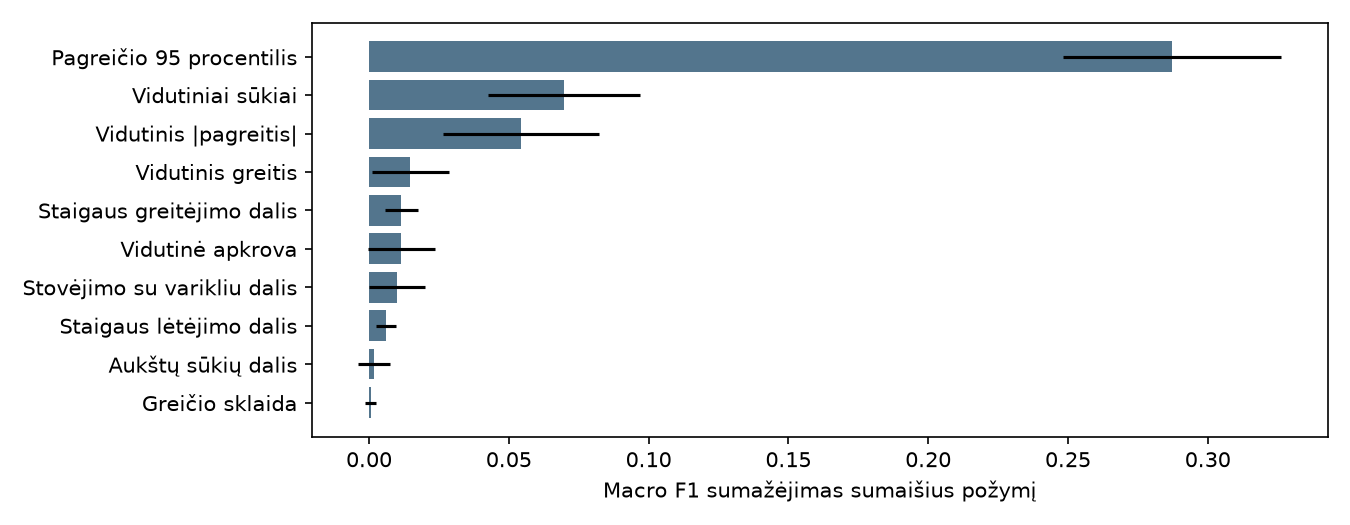 Pagreičio 95 procentilis
Vidutiniai sūkiai
Vidutinis |pagreitis|
Vidutinis greitis
Staigaus greitėjimo dalis
Vidutinė apkrova
Stovėjimo su varikliu dalis
Staigaus lėtėjimo dalis
Aukštų sūkių dalis
Greičio sklaida
0.00 0.05 0.10 0.15 0.20 0.25 0.30
Macro F1 sumažėjimas sumaišius požymį